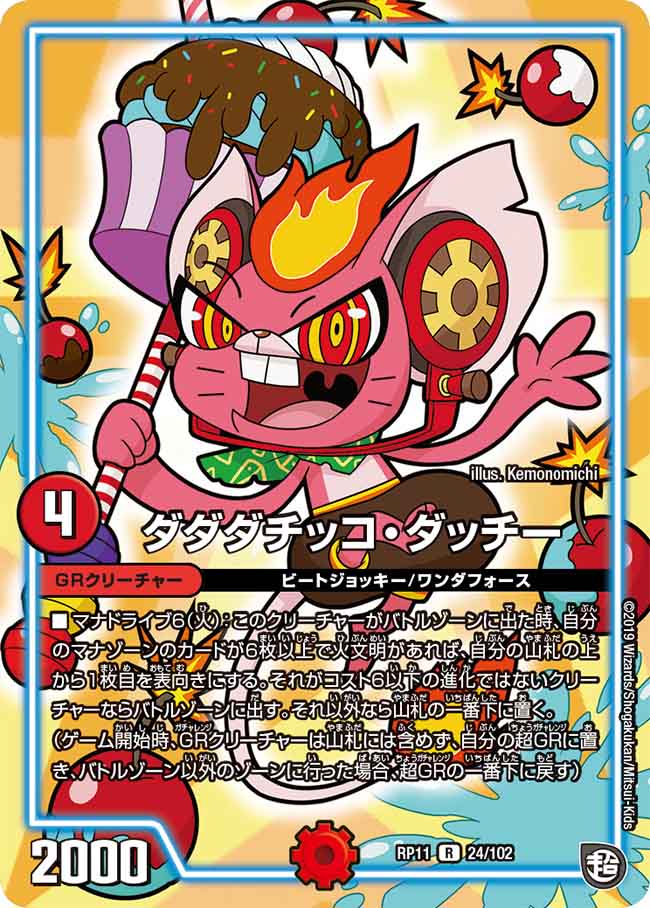 illus. Kemonomichi
4
ダダダチッコ・ダッチー
GRクリーチャー
ビートジョッキー/ワンダフォース
■マナドライブ6(火):このクリーチャーがバトルゾーンに出た時、自分
のマナゾーンのカードが6枚以上で火文明があれば、自分の山札の上
から1枚目を表向きにする。それがコスト6以下の進化ではないクリー
チャーならバトルゾーンに出す。それ以外なら山札の一番下に置く。
(ゲーム開始時、GRクリーチャーは山札には含めず、自分の超GRに置
き、バトルゾーン以外のゾーンに行った場合、超GRの一番下に戻す)
©2019 Wizards/Shogakukan/Mitsui-Kids
2000
RP11 R 24/102
超